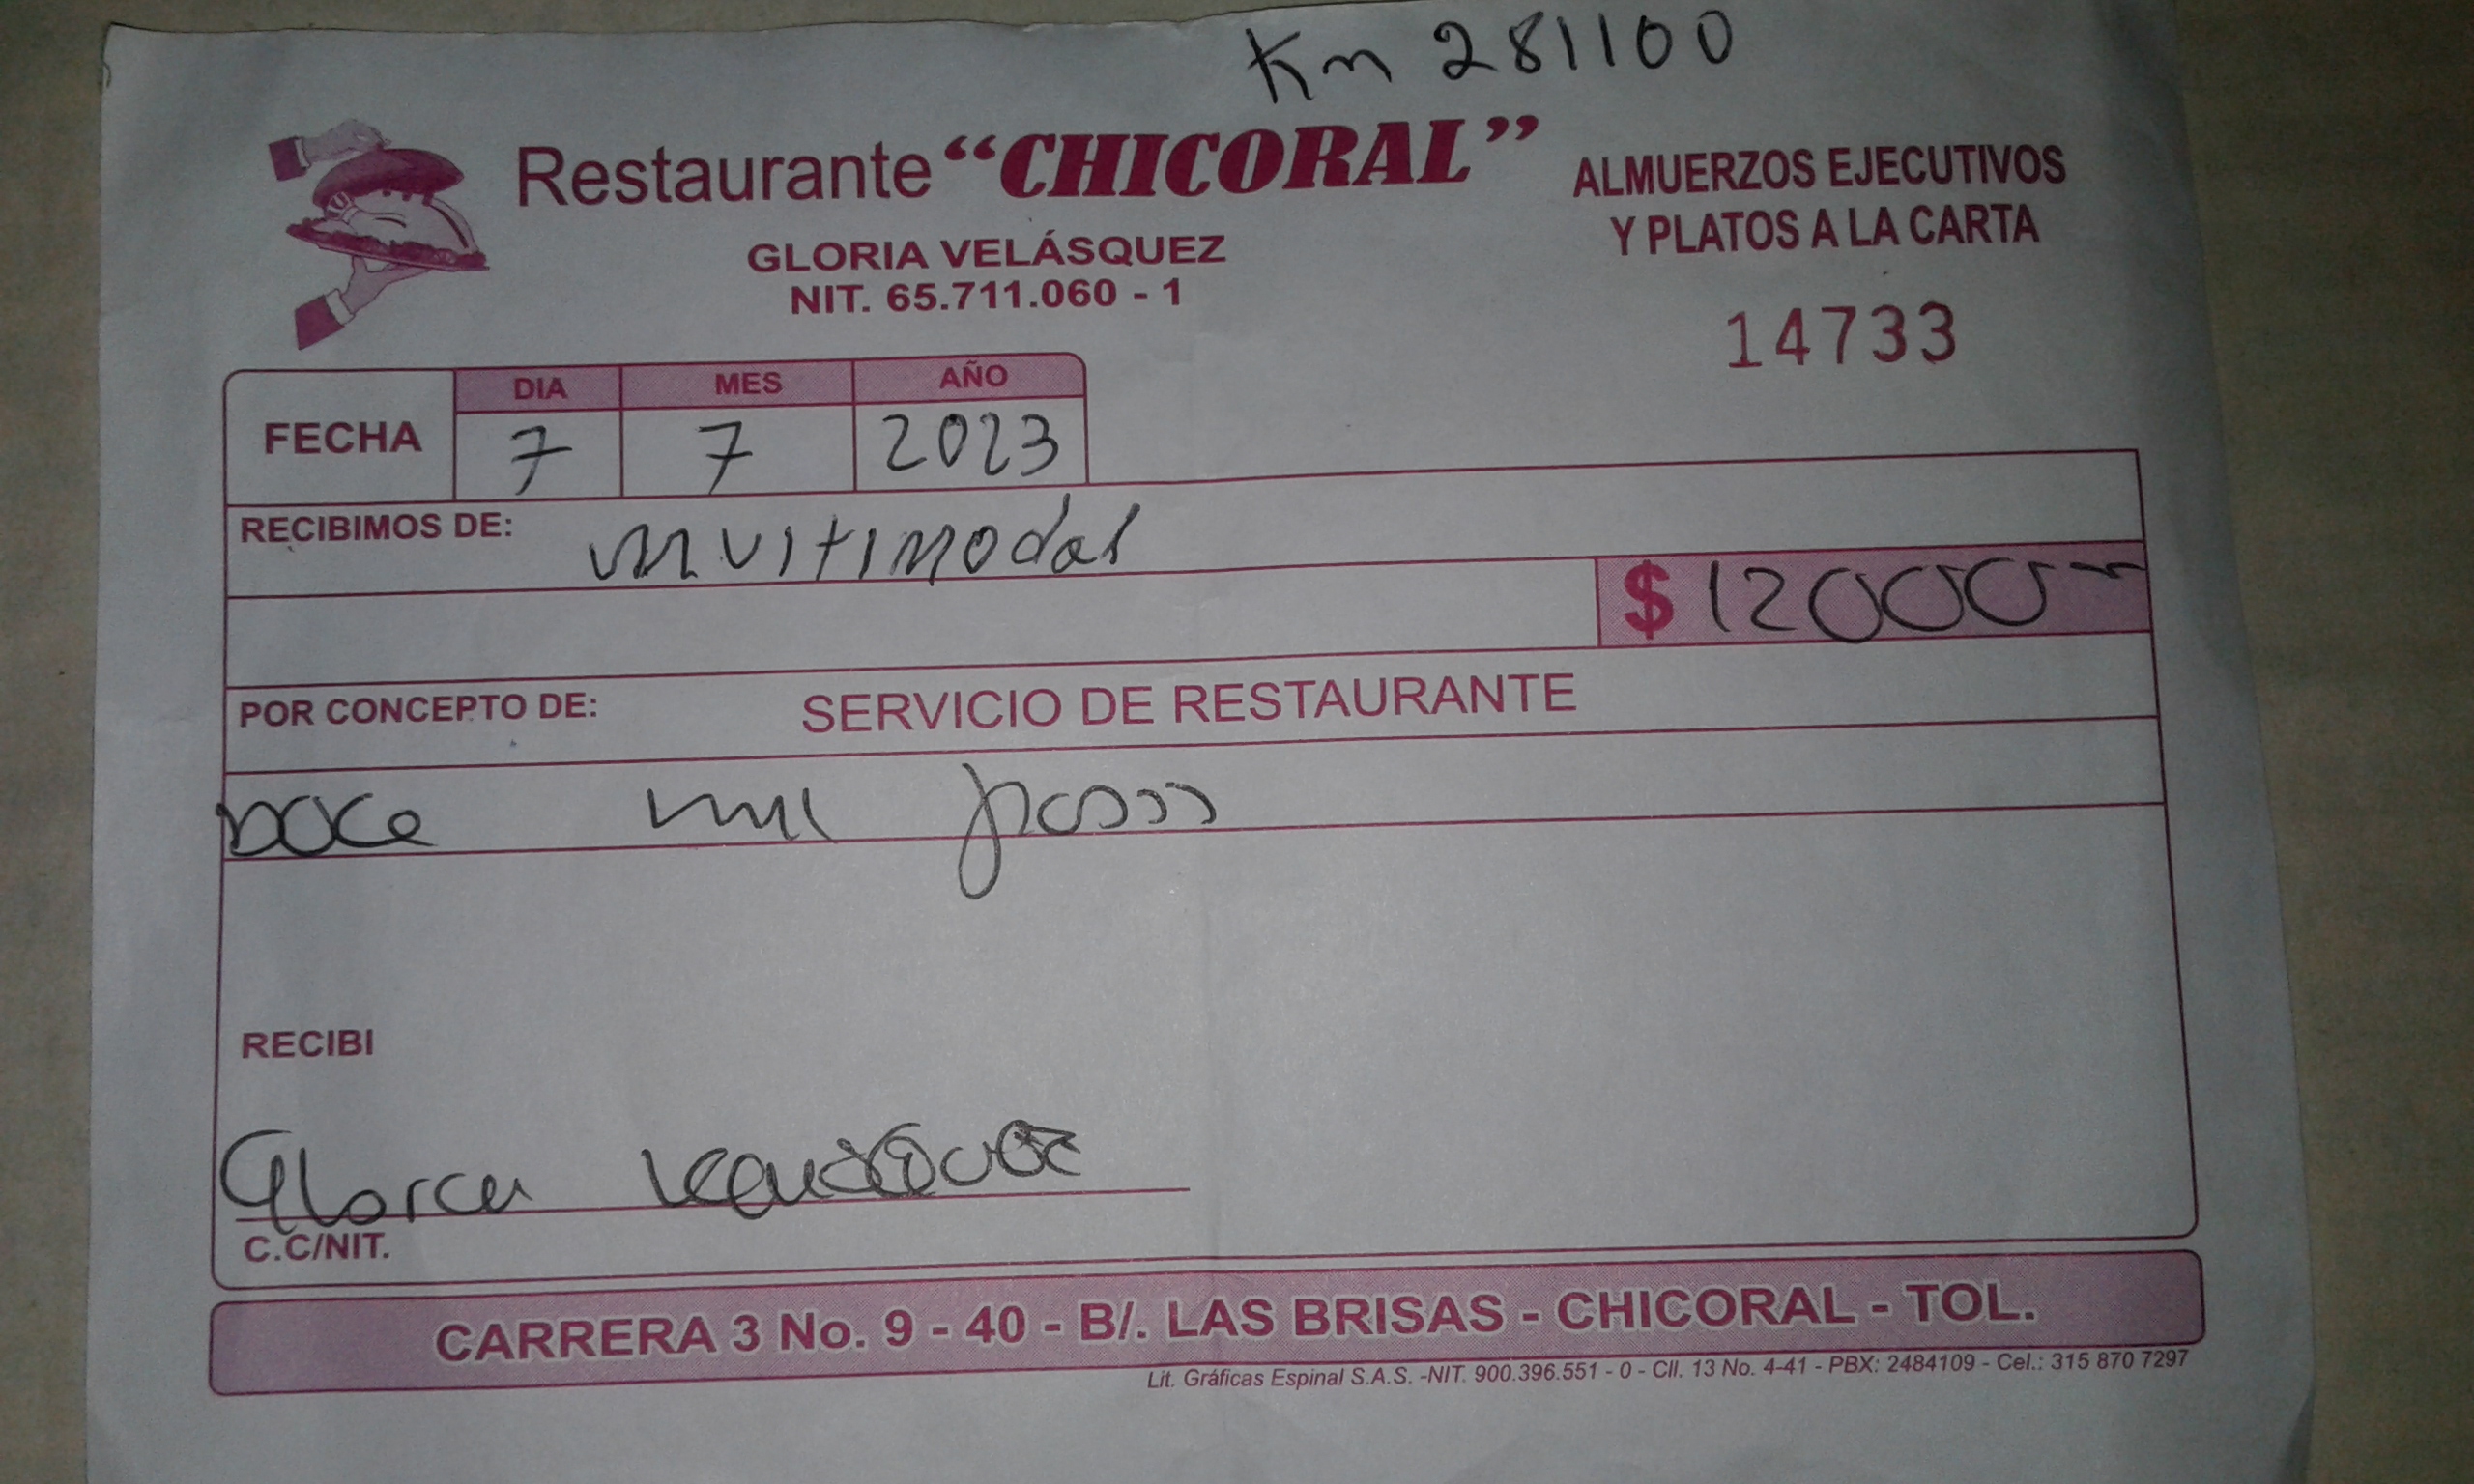 Km 281100
Restaurante "CHICORAL"
ALMUERZOS EJECUTIVOS
Y PLATOS A LA CARTA
GLORIA VELÁSQUEZ
NIT. 65.711.060 - 1
14733
FECHA DIA MES AÑO
7 7 2023
RECIBIMOS DE: multimodal
$ 12000
POR CONCEPTO DE: SERVICIO DE RESTAURANTE
Doce mil pesos
RECIBI
Gloria
C.C/NIT.
CARRERA 3 No. 9 - 40 - B/. LAS BRISAS - CHICORAL - TOL.
Lit. Gráficas Espinal S.A.S. -NIT. 900.396.551 - 0 - Cll. 13 No. 4-41 - PBX: 2484109 - Cel.: 315 870 7297